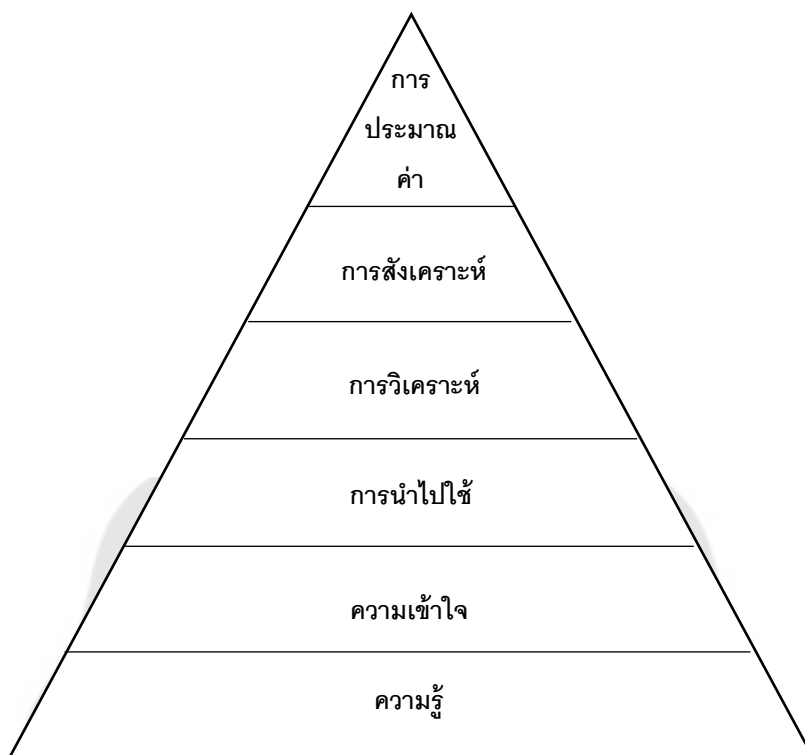 การ
ประมาณ
ค่า
การสังเคราะห์
การวิเคราะห์
การนำไปใช้
ความเข้าใจ
ความรู้